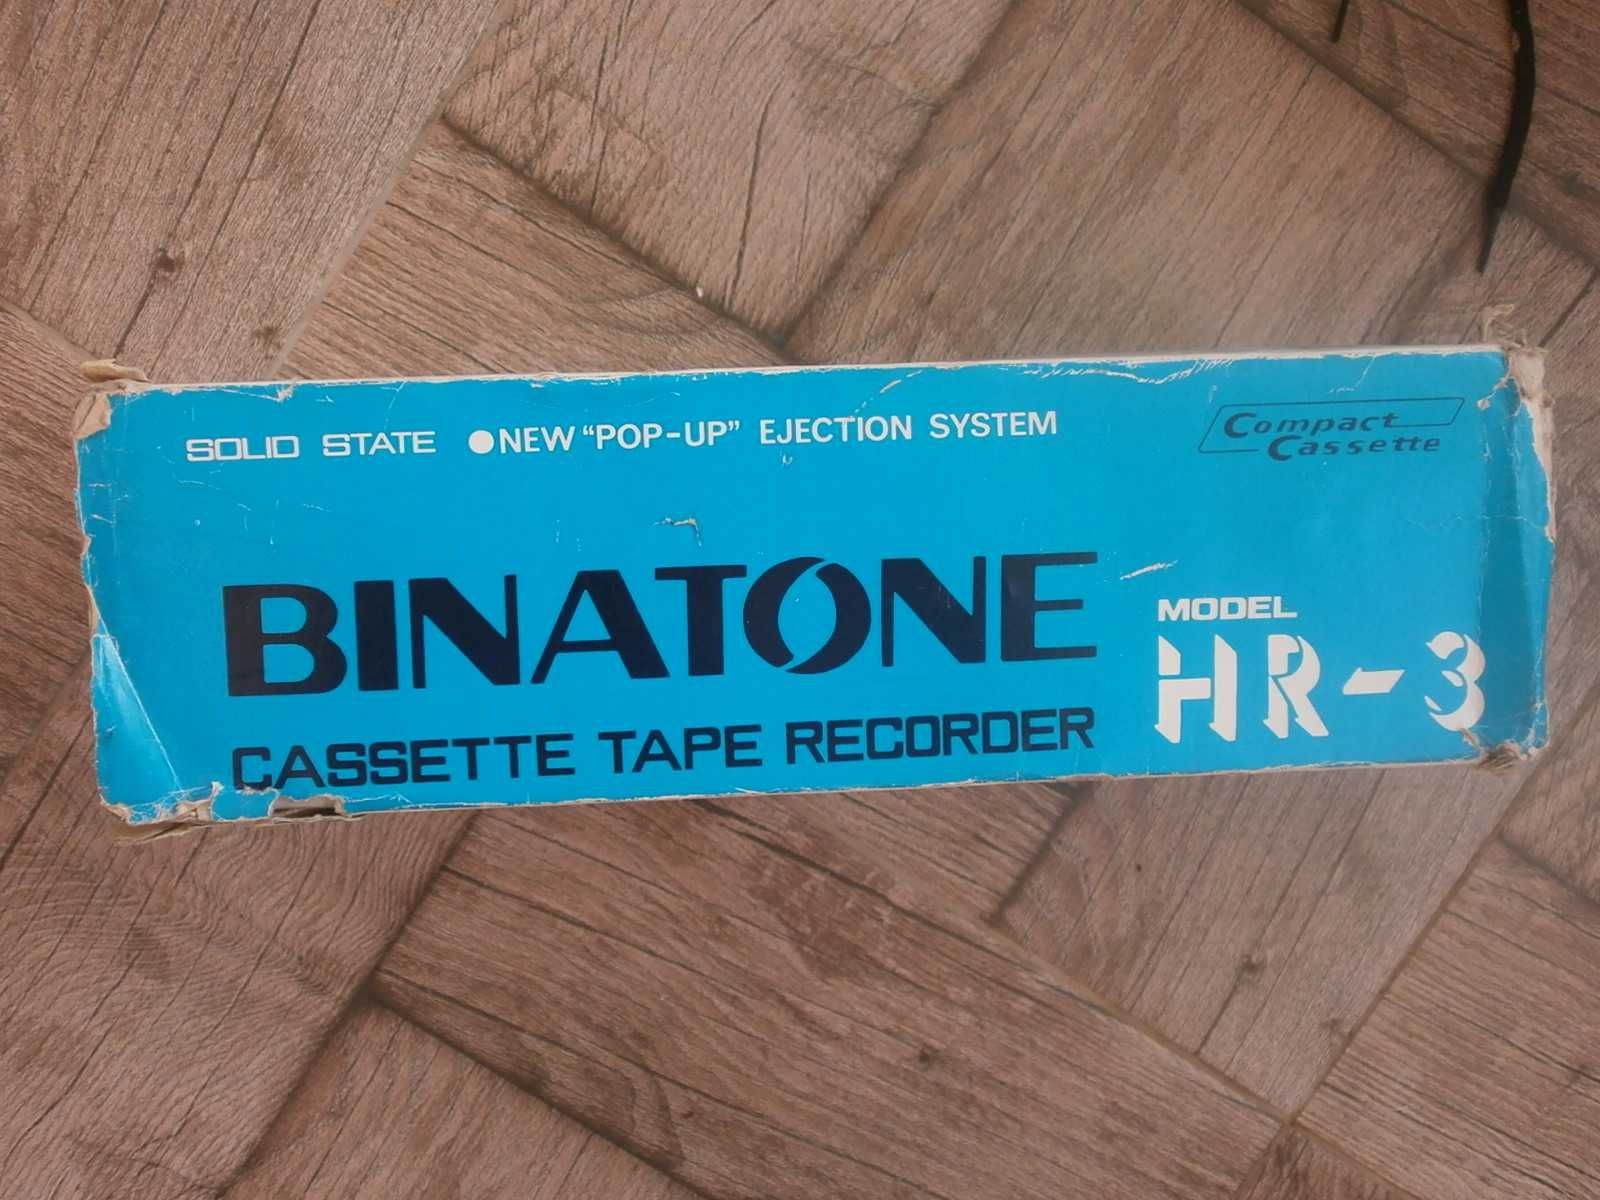 SOLID STATE ●NEW “POP-UP” EJECTION SYSTEM
Compact
Cassette
BINATONE
MODEL
HR-3
CASSETTE TAPE RECORDER